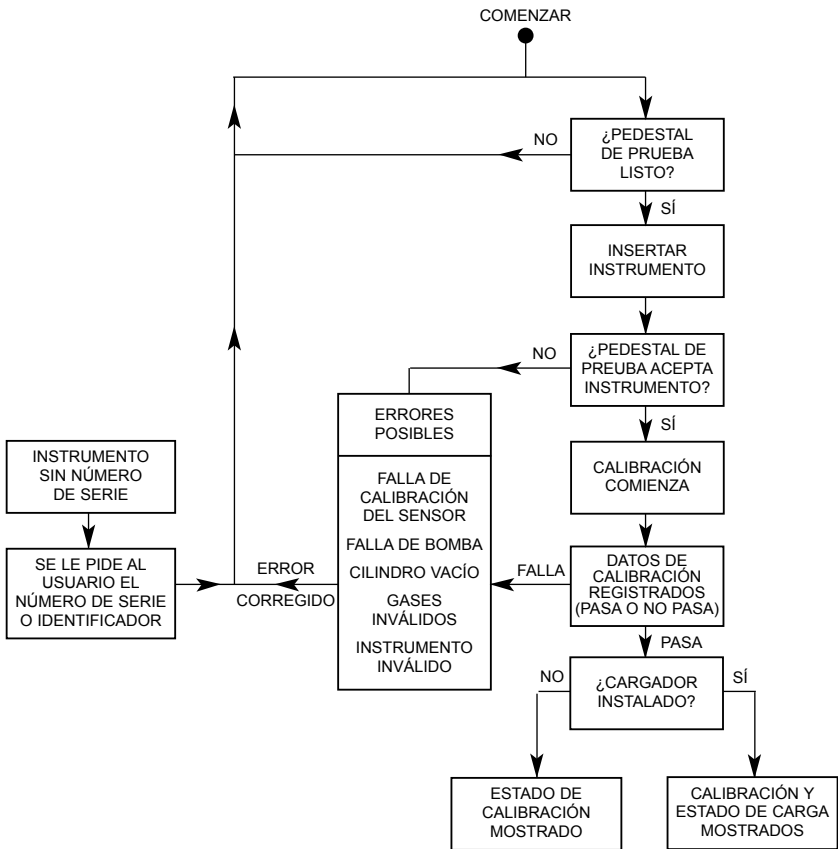 COMENZAR
NO
¿PEDESTAL
DE PRUEBA
LISTO?
SÍ
INSERTAR
INSTRUMENTO
NO
¿PEDESTAL DE
PREUBA ACEPTA
INSTRUMENTO?
SÍ
ERRORES
POSIBLES
FALLA DE
CALIBRACIÓN
DEL SENSOR
FALLA DE BOMBA
CILINDRO VACÍO
GASES
INVÁLIDOS
INSTRUMENTO
INVÁLIDO
INSTRUMENTO
SIN NÚMERO
DE SERIE
SE LE PIDE AL
USUARIO EL
NÚMERO DE SERIE
O IDENTIFICADOR
ERROR
CORREGIDO
CALIBRACIÓN
COMIENZA
FALLA
DATOS DE
CALIBRACIÓN
REGISTRADOS
(PASA O NO PASA)
PASA
NO
¿CARGADOR
INSTALADO?
SÍ
ESTADO DE
CALIBRACIÓN
MOSTRADO
CALIBRACIÓN Y
ESTADO DE CARGA
MOSTRADOS